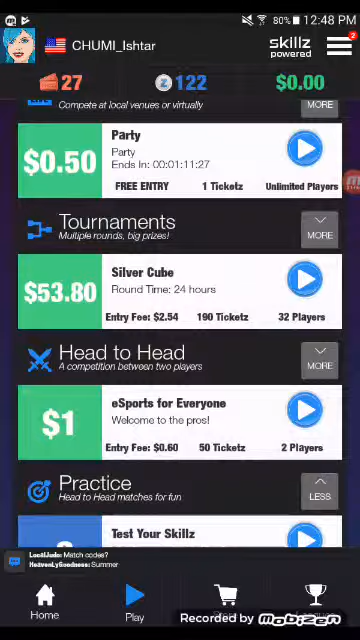 80% 12:48 PM
CHUMI_Ishtar
skillz
powered
2
27
122
$0.00
Compete at local venues or virtually
MORE
$0.50
Party
Party
Ends In: 00:01:11:27
FREE ENTRY 1 Ticketz Unlimited Players
Tournaments
Multiple rounds, big prizes!
MORE
$53.80
Silver Cube
Round Time: 24 hours
Entry Fee: $2.54 190 Ticketz 32 Players
Head to Head
A competition between two players
MORE
$1
eSports for Everyone
Welcome to the pros!
Entry Fee: $0.60 50 Ticketz 2 Players
Practice
Head to Head matches for fun
LESS
Test Your Skillz
Match codes?
Summer
Home
Play
Recorded by Mobizen